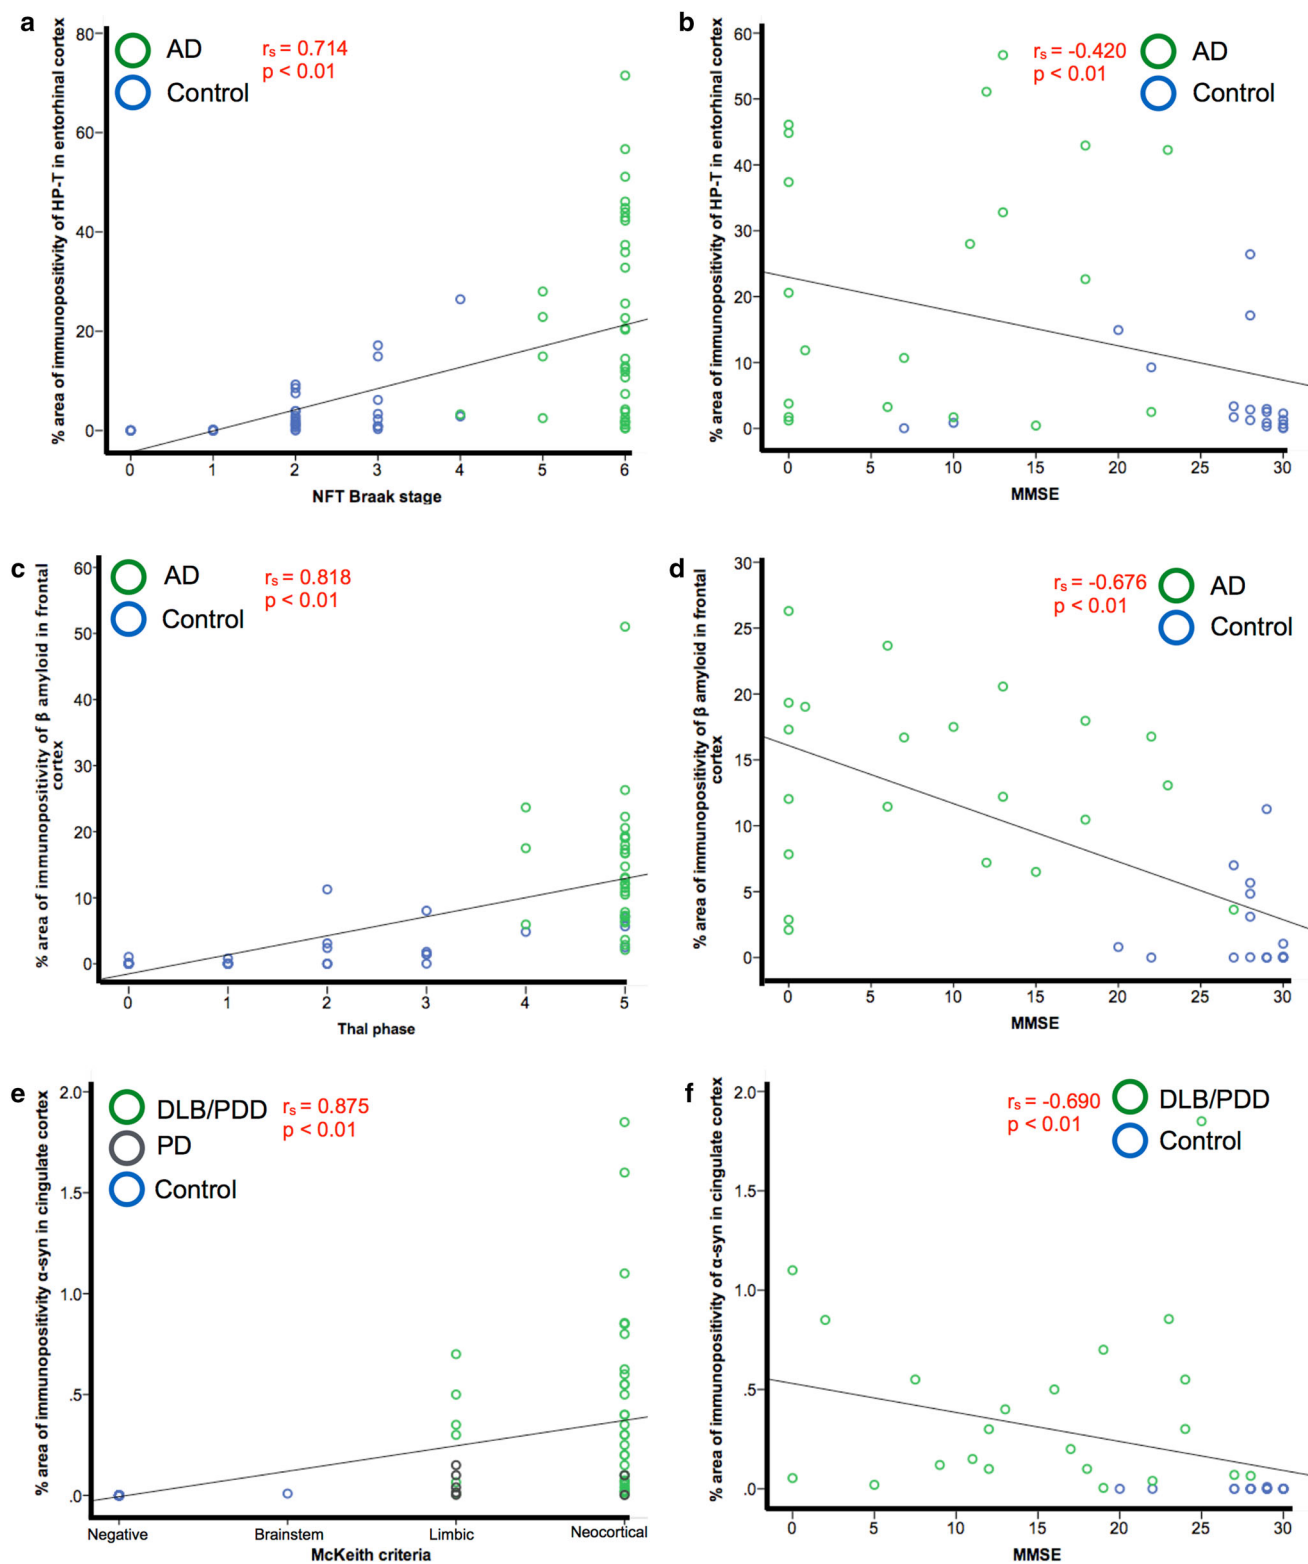 a
% area of immunopositivity of HP-T in entorhinal cortex
AD
Control
rs = 0.714
p < 0.01
80
60
40
20
0
0 1 2 3 4 5 6
NFT Braak stage
b
% area of immunopositivity of HP-T in entorhinal cortex
rs = -0.420
p < 0.01
AD
Control
60
50
40
30
20
10
0
0 5 10 15 20 25 30
MMSE
c
% area of immunopositivity of β amyloid in frontal
cortex
AD
Control
rs = 0.818
p < 0.01
60
50
40
30
20
10
0
0 1 2 3 4 5
Thal phase
d
% area of immunopositivity of β amyloid in frontal
cortex
rs = -0.676
p < 0.01
AD
Control
30
25
20
15
10
5
0
0 5 10 15 20 25 30
MMSE
e
% area of immunopositivity α-syn in cingulate cortex
DLB/PDD
PD
Control
rs = 0.875
p < 0.01
2.0
1.5
1.0
.5
.0
Negative Brainstem Limbic Neocortical
McKeith criteria
f
% area of immunopositivity of α-syn in cingulate cortex
rs = -0.690
p < 0.01
DLB/PDD
Control
2.0
1.5
1.0
.5
.0
0 5 10 15 20 25 30
MMSE